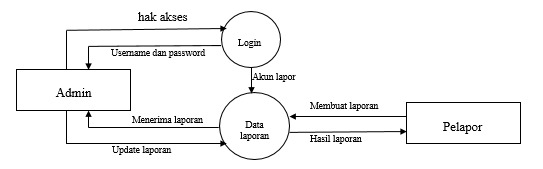 hak akses
Login
Username dan password
Akun lapor
Admin
Membuat laporan
Menerima laporan
Data
laporan
Pelapor
Hasil laporan
Update laporan